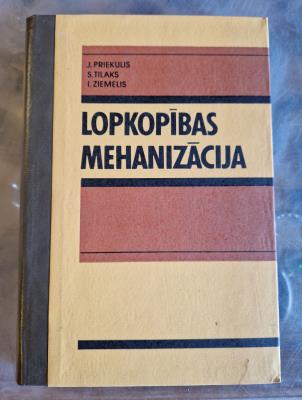 J. PRIEKULIS
S. TILAKS
I. ZIEMELIS
LOPKOPĪBAS
MEHANIZĀCIJA